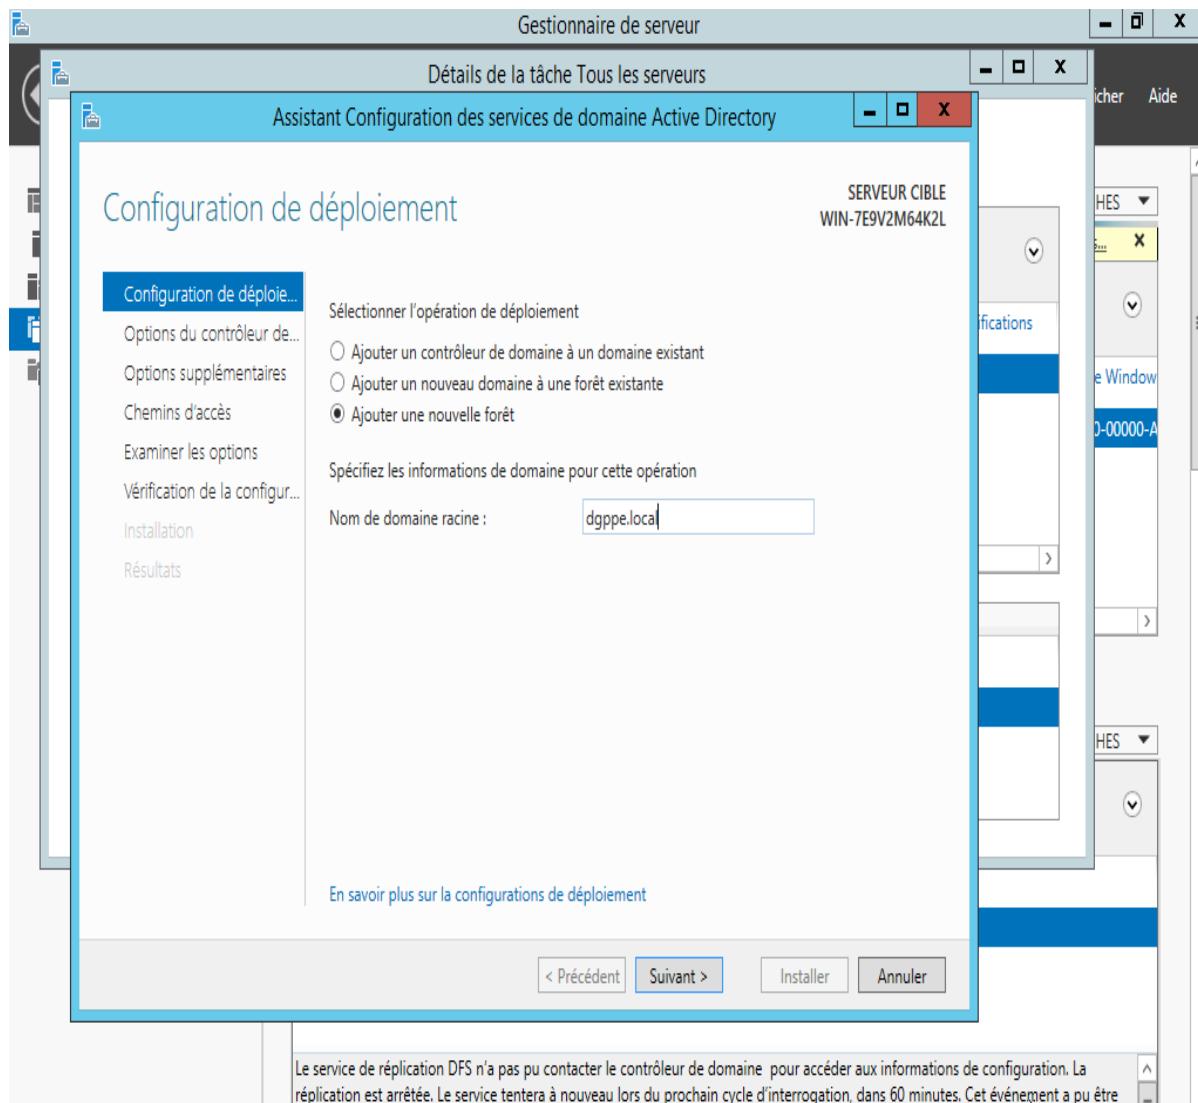 Gestionnaire de serveur
Détails de la tâche Tous les serveurs
Aide
Assistant Configuration des services de domaine Active Directory
Configuration de déploiement
SERVEUR CIBLE
WIN-7E9V2M64K2L
HES
Configuration de déploie...
Options du contrôleur de...
Options supplémentaires
Chemins d'accès
Examiner les options
Vérification de la configur...
Installation
Résultats
Sélectionner l'opération de déploiement
Ajouter un contrôleur de domaine à un domaine existant
Ajouter un nouveau domaine à une forêt existante
Ajouter une nouvelle forêt
Spécifiez les informations de domaine pour cette opération
Nom de domaine racine :
dgppe.local
ifications
e Window
0-00000-A
HES
En savoir plus sur la configurations de déploiement
< Précédent
Suivant >
Installer
Annuler
Le service de réplication DFS n'a pas pu contacter le contrôleur de domaine pour accéder aux informations de configuration. La
réplication est arrêtée. Le service tentera à nouveau lors du prochain cycle d'interrogation, dans 60 minutes. Cet événement a pu être